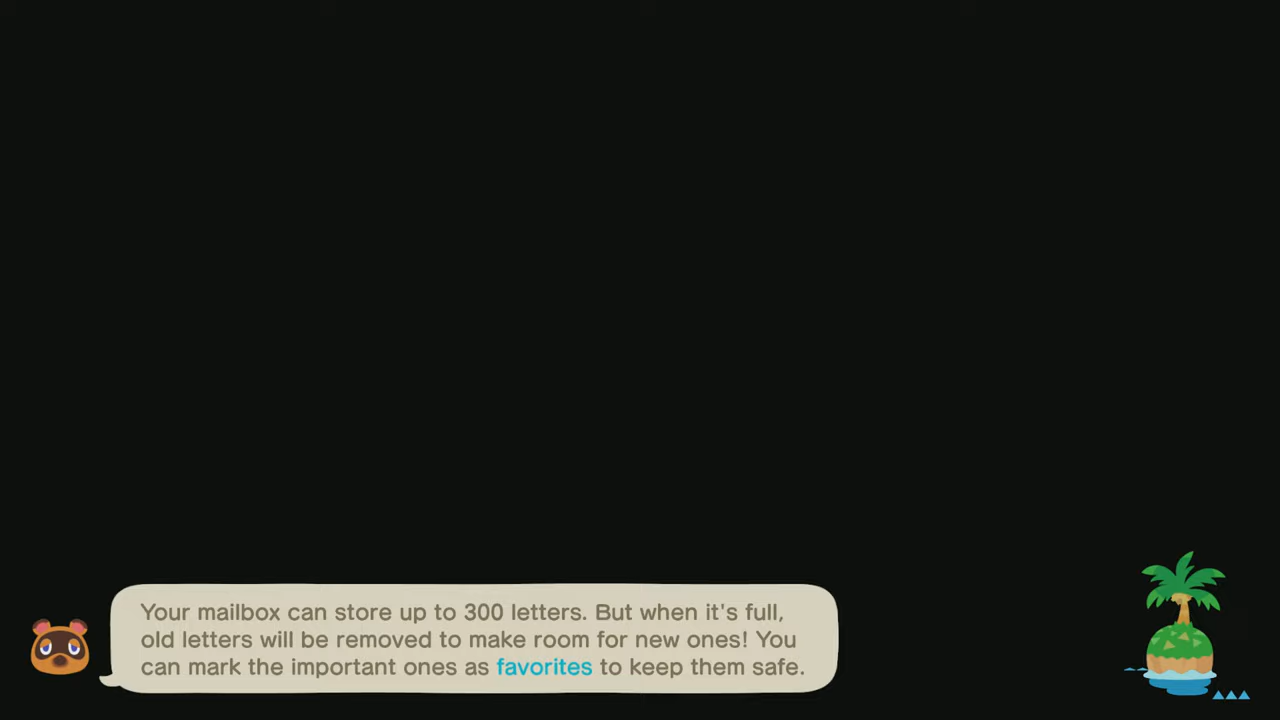 Your mailbox can store up to 300 letters. But when it's full,
old letters will be removed to make room for new ones! You
can mark the important ones as favorites to keep them safe.